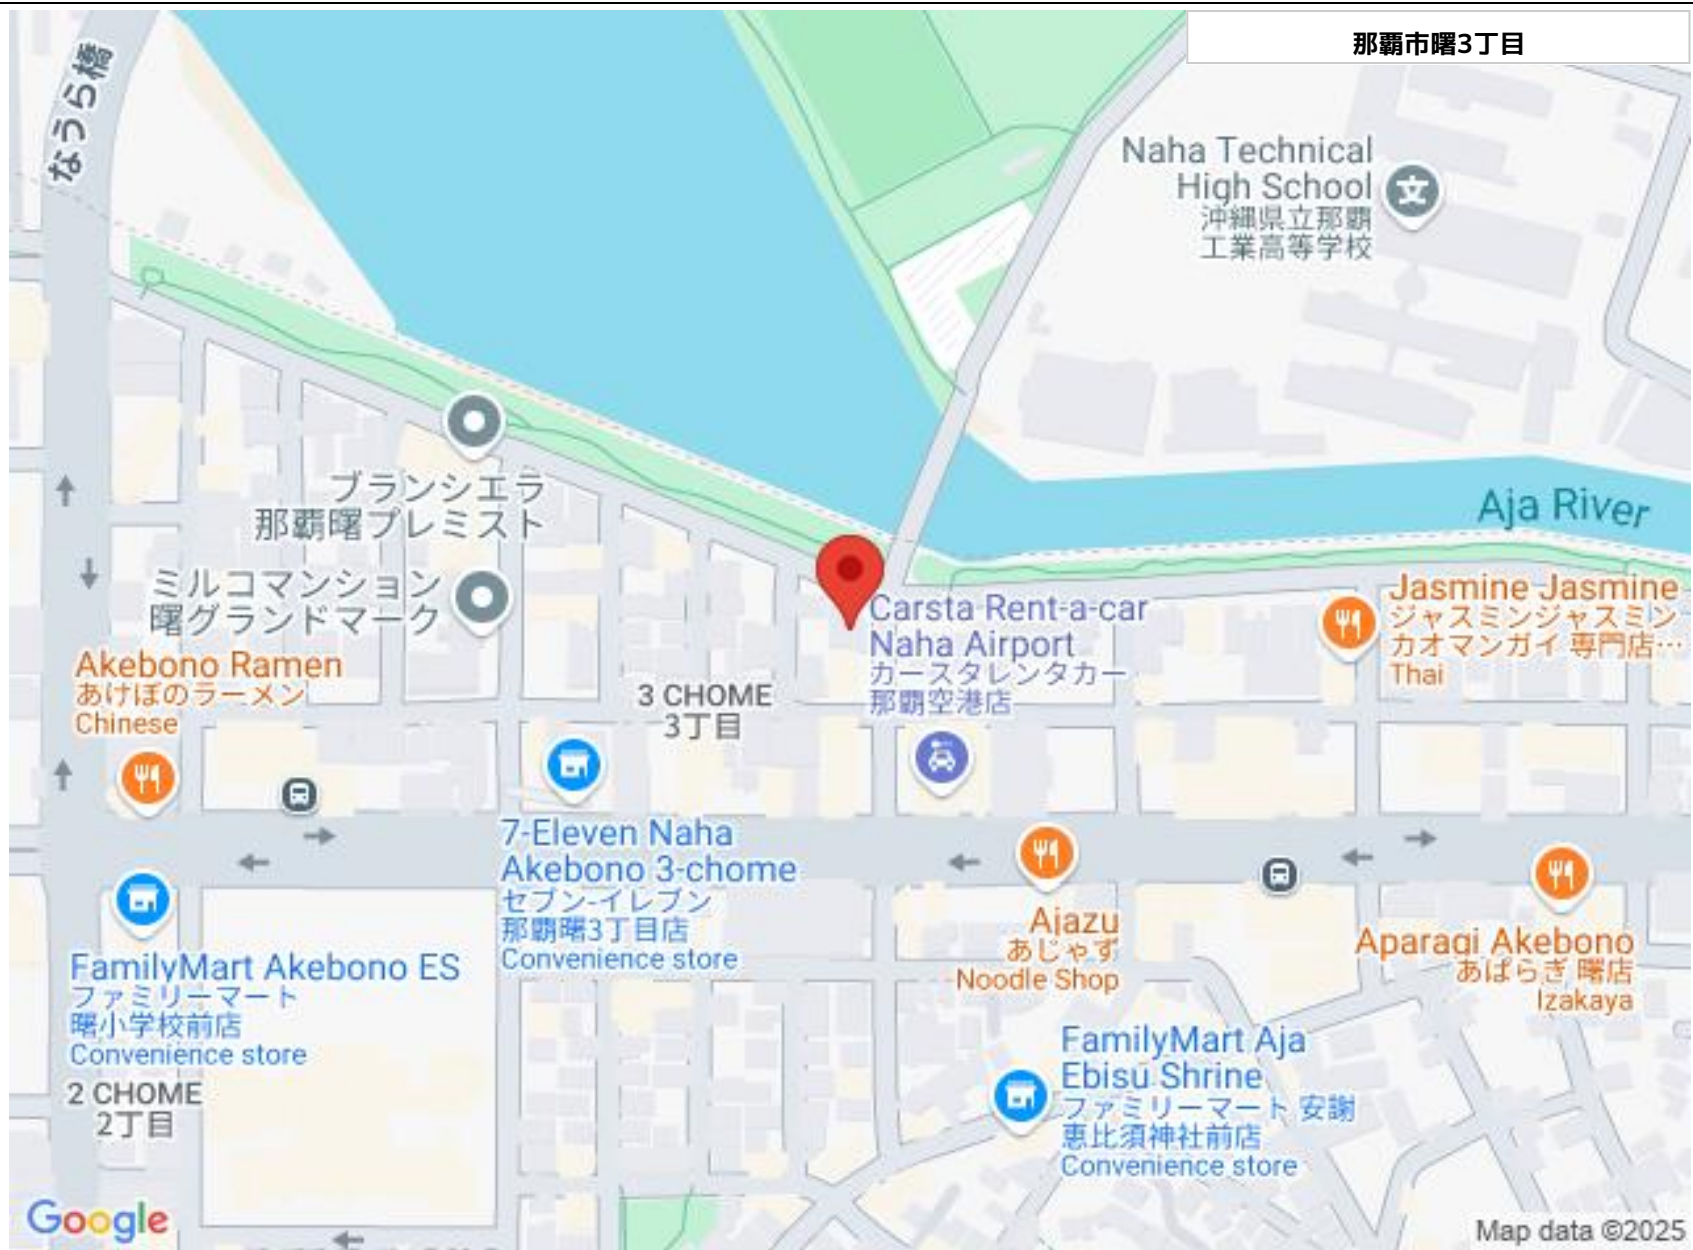 那覇市曙3丁目
なうら橋
Naha Technical
High School
沖縄県立那覇
工業高等学校
Aja River
ブランシエラ
那覇曙プレミスト
ミルコマンション
曙グランドマーク
Akebono Ramen
あけぼのラーメン
Chinese
3 CHOME
3丁目
Carsta Rent-a-car
Naha Airport
カースタレンタカー
那覇空港店
Jasmine Jasmine
ジャスミンジャスミン
カオマンガイ 専門店…
Thai
7-Eleven Naha
Akebono 3-chome
セブン-イレブン
那覇曙3丁目店
Convenience store
FamilyMart Akebono ES
ファミリーマート
曙小学校前店
Convenience store
2 CHOME
2丁目
Ajazu
あじゃず
Noodle Shop
Aparagi Akebono
あぱらぎ 曙店
Izakaya
FamilyMart Aja
Ebisu Shrine
ファミリーマート 安謝
恵比須神社前店
Convenience store
Google
Map data ©2025